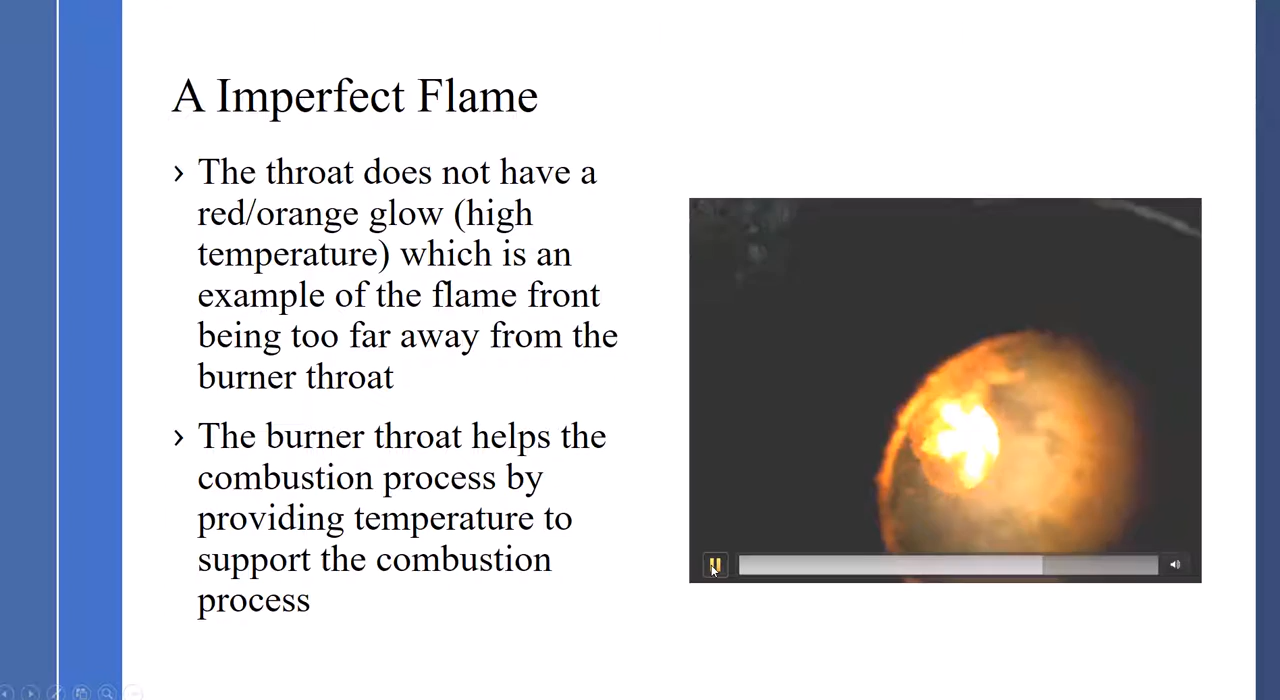 A Imperfect Flame
› The throat does not have a
red/orange glow (high
temperature) which is an
example of the flame front
being too far away from the
burner throat
› The burner throat helps the
combustion process by
providing temperature to
support the combustion
process